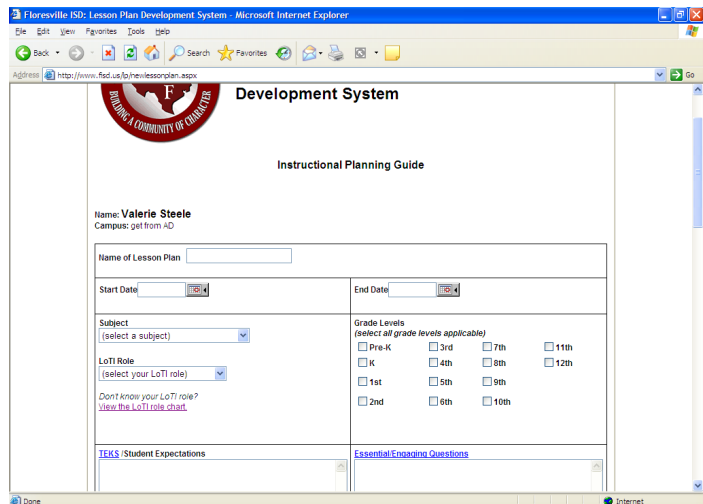 Floresville ISD: Lesson Plan Development System - Microsoft Internet Explorer
File Edit View Favorites Tools Help
Back Search Favorites
Address http://www.fisd.us/lp/newlessonplan.aspx Go
F
BUILDING A COMMUNITY OF CHARACTER
Development System
Instructional Planning Guide
Name: Valerie Steele
Campus: get from AD
Name of Lesson Plan
Start Date End Date
Subject
(select a subject)
LoTI Role
(select your LoTI role)
Don't know your LoTI role?
View the LoTI role chart.
Grade Levels
(select all grade levels applicable)
Pre-K 3rd 7th 11th
K 4th 8th 12th
1st 5th 9th
2nd 6th 10th
TEKS /Student Expectations Essential/Engaging Questions
Done Internet